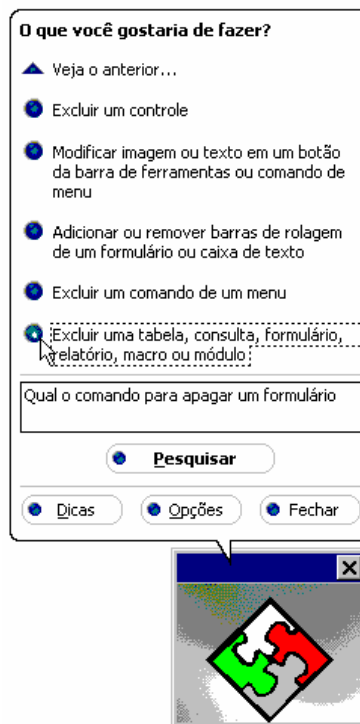 O que você gostaria de fazer?
Veja o anterior...
Excluir um controle
Modificar imagem ou texto em um botão
da barra de ferramentas ou comando de
menu
Adicionar ou remover barras de rolagem
de um formulário ou caixa de texto
Excluir um comando de um menu
Excluir uma tabela, consulta, formulário,
relatório, macro ou módulo
Qual o comando para apagar um formulário
Pesquisar
Dicas
Opções
Fechar